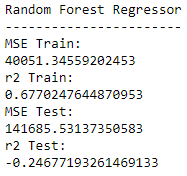 Random Forest Regressor
-----------------------
MSE Train:
40051.34559202453
r2 Train:
0.6770247644870953
MSE Test:
141685.53137350583
r2 Test:
-0.24677193261469133